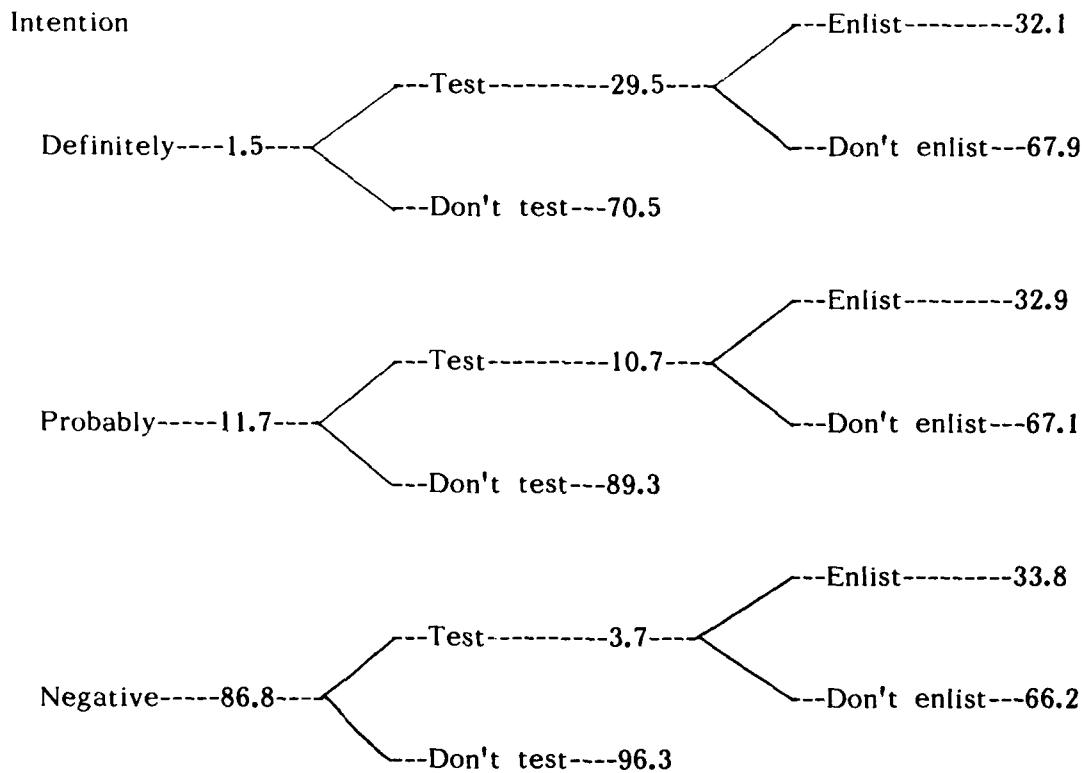 Intention
---Enlist---------32.1
---Test----------29.5----
Definitely----1.5----
---Don't enlist---67.9
---Don't test---70.5
---Enlist---------32.9
---Test----------10.7----
Probably-----11.7----
---Don't enlist---67.1
---Don't test---89.3
---Enlist---------33.8
---Test----------3.7----
Negative-----86.8----
---Don't enlist---66.2
---Don't test----96.3